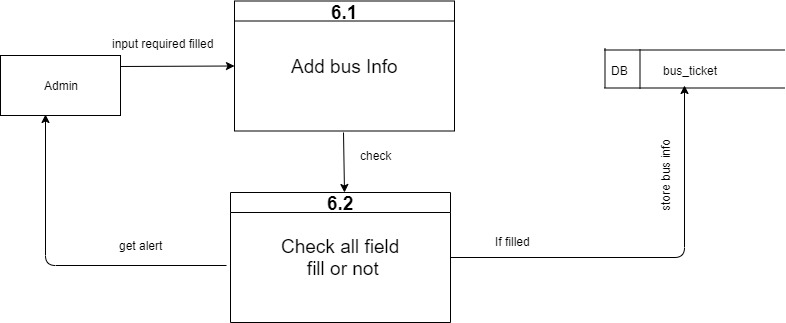 6.1
input required filled
Add bus Info
Admin
DB
bus_ticket
check
store bus info
6.2
Check all field
fill or not
get alert
If filled